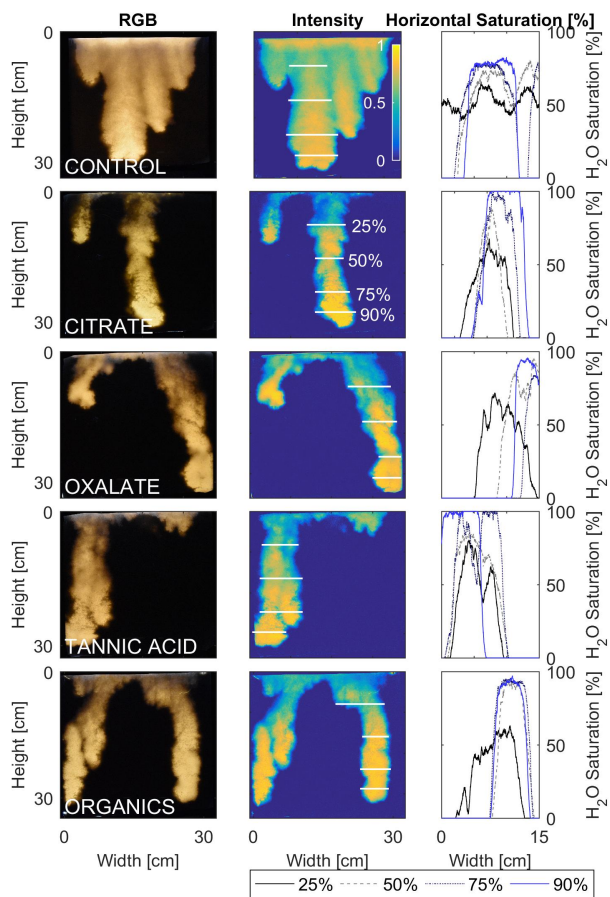 RGB Intensity Horizontal Saturation [%]
0 0 100
Height [cm] 1 H2O Saturation [%]
0.5 50
30 0 0
CONTROL
0 100
Height [cm] 25% H2O Saturation [%]
50% 50
75%
30 90% 0
CITRATE
0 100
Height [cm] H2O Saturation [%]
50
30 0
OXALATE
0 100
Height [cm] H2O Saturation [%]
50
30 0
TANNIC ACID
0 100
Height [cm] H2O Saturation [%]
50
30 0
ORGANICS
0 30 0 30 0 15
Width [cm] Width [cm] Width [cm]
25% 50% 75% 90%